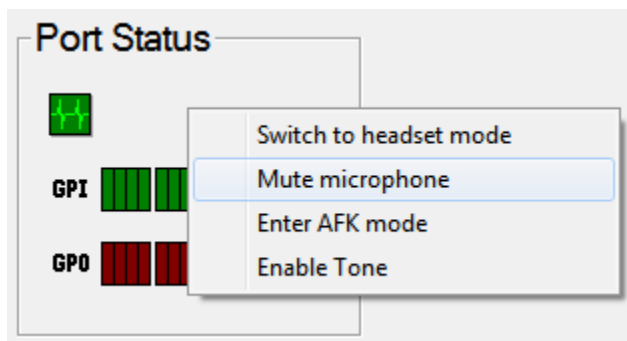 Port Status
Switch to headset mode
Mute microphone
GPI
Enter AFK mode
GPO
Enable Tone